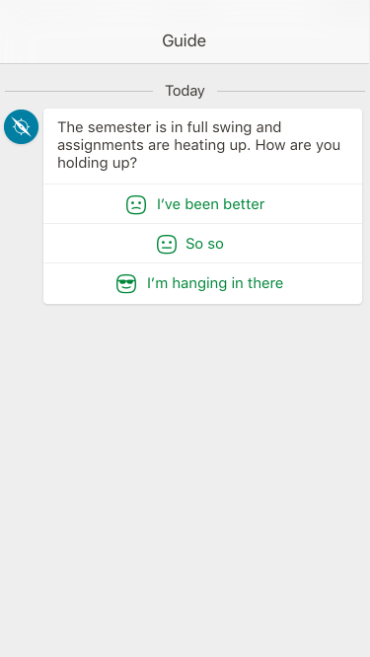 Guide
Today
The semester is in full swing and
assignments are heating up. How are you
holding up?
I've been better
So so
I'm hanging in there